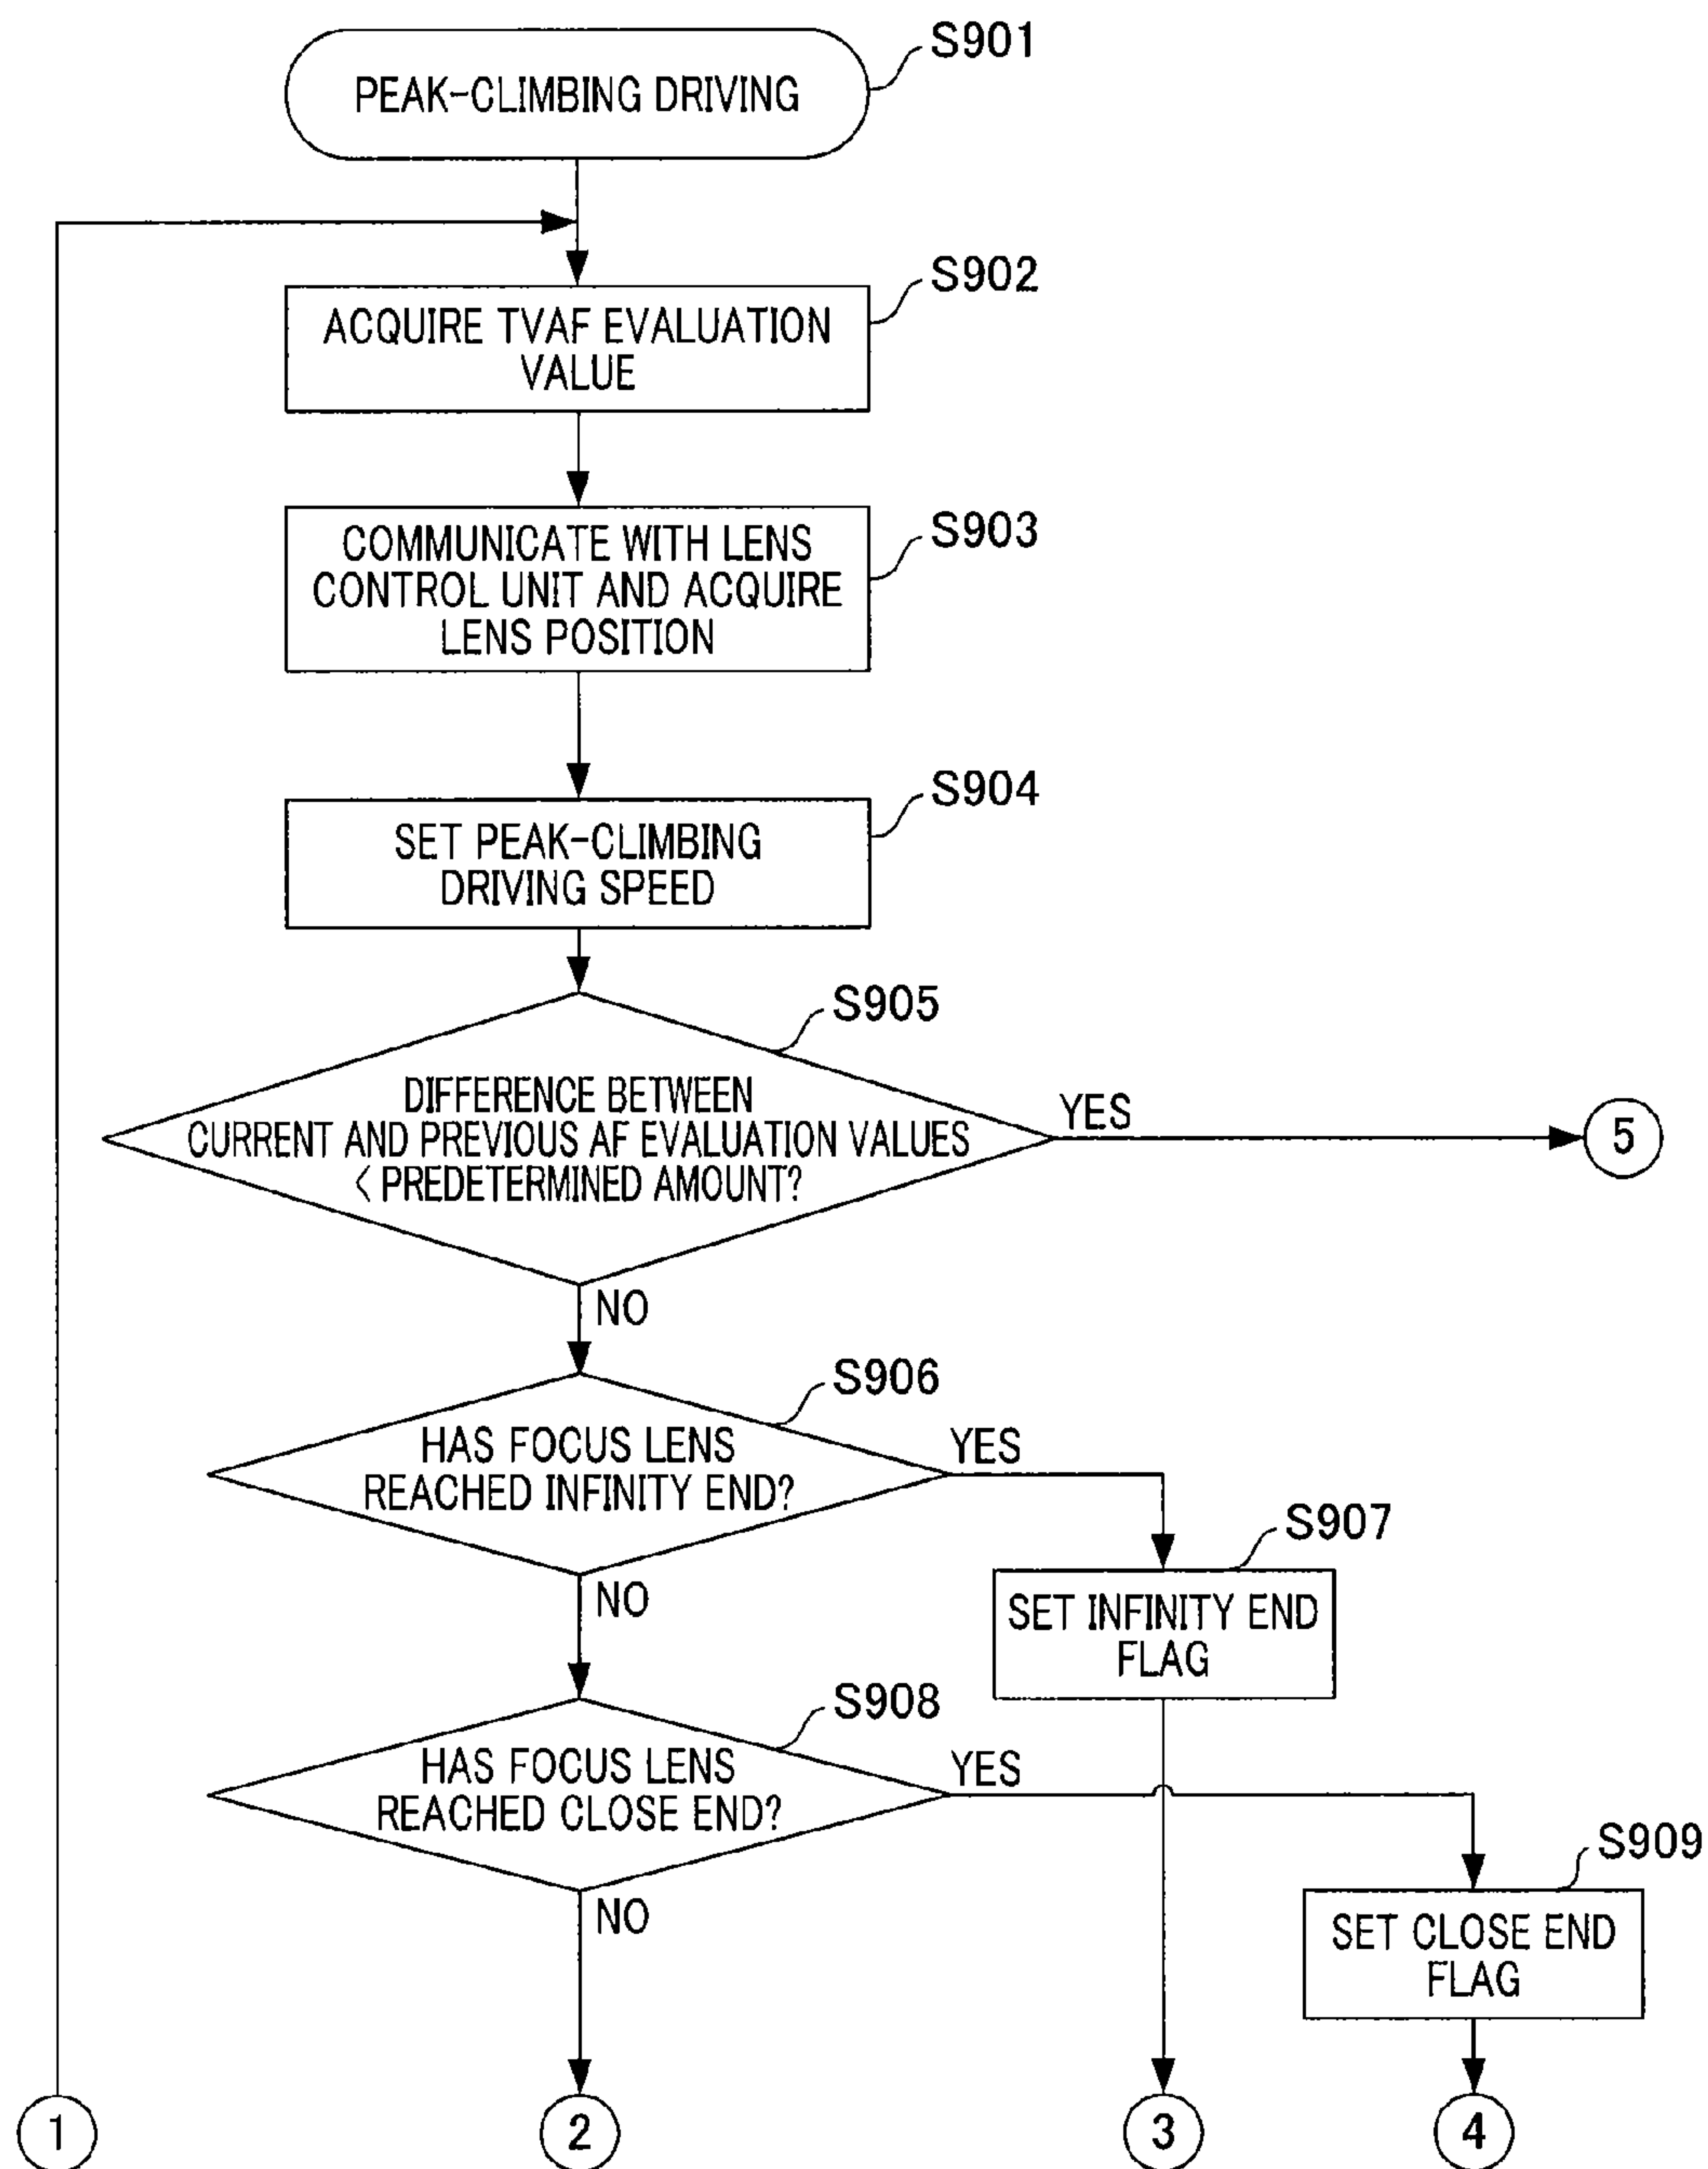 S901
PEAK-CLIMBING DRIVING
S902
ACQUIRE TVAF EVALUATION
VALUE
S903
COMMUNICATE WITH LENS
CONTROL UNIT AND ACQUIRE
LENS POSITION
S904
SET PEAK-CLIMBING
DRIVING SPEED
S905
DIFFERENCE BETWEEN
CURRENT AND PREVIOUS AF EVALUATION VALUES
< PREDETERMINED AMOUNT?
YES
5
NO
S906
HAS FOCUS LENS
REACHED INFINITY END?
YES
S907
SET INFINITY END
FLAG
NO
S908
HAS FOCUS LENS
REACHED CLOSE END?
YES
S909
SET CLOSE END
FLAG
NO
1
2
3
4